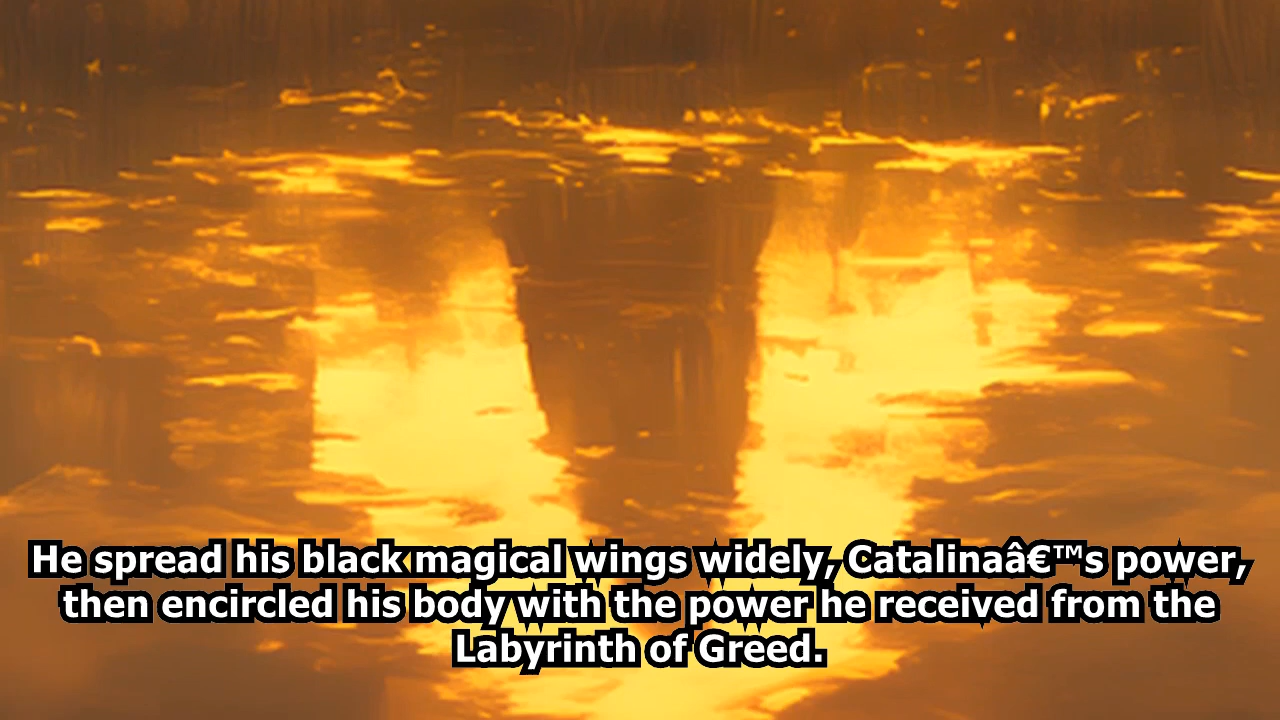 He spread his black magical wings widely, Catalinaâ€™s power,
then encircled his body with the power he received from the
Labyrinth of Greed.